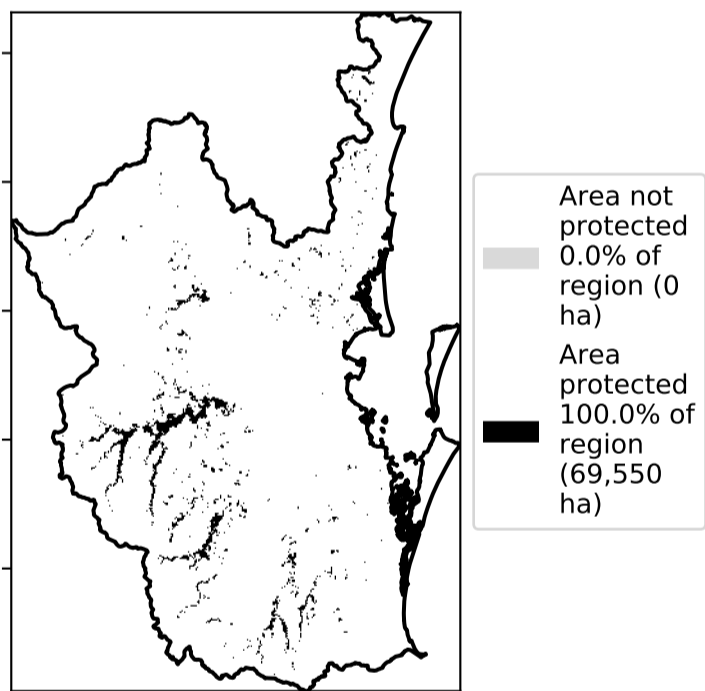 Area not
protected
0.0% of
region (0
ha)
Area
protected
100.0% of
region
(69,550
ha)